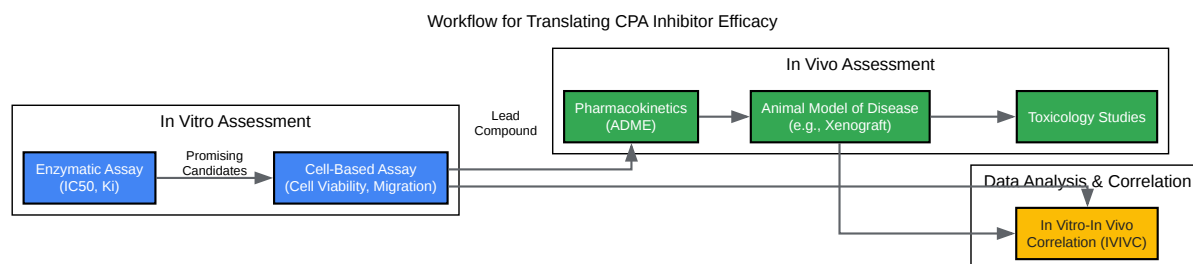 Workflow for Translating CPA Inhibitor Efficacy
In Vitro Assessment
Enzymatic Assay
(IC50, Ki)
Promising
Candidates
Cell-Based Assay
(Cell Viability, Migration)
Lead
Compound
In Vivo Assessment
Pharmacokinetics
(ADME)
Animal Model of Disease
(e.g., Xenograft)
Toxicology Studies
Data Analysis & Correlation
In Vitro-In Vivo
Correlation (IVIVC)